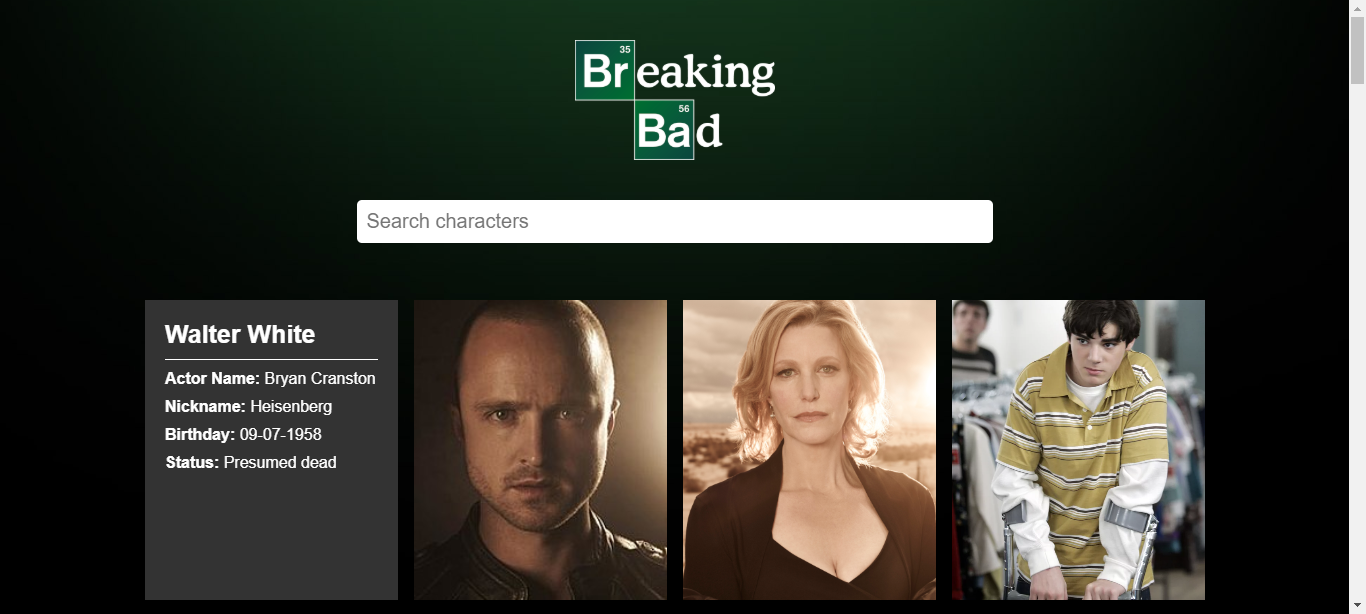 35
Breaking
56
Bad
Search characters
Walter White
Actor Name: Bryan Cranston
Nickname: Heisenberg
Birthday: 09-07-1958
Status: Presumed dead